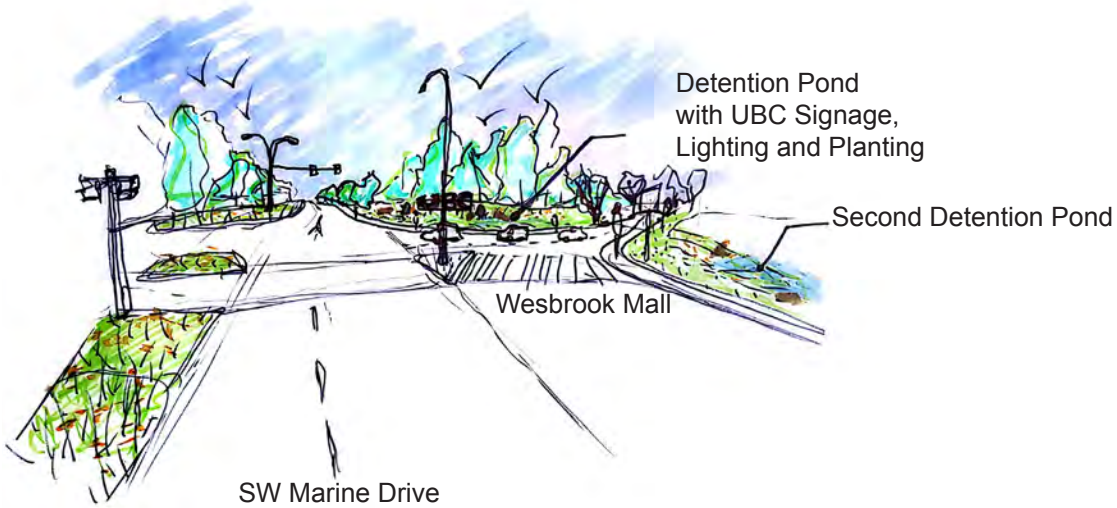 Detention Pond
with UBC Signage,
Lighting and Planting
Second Detention Pond
Wesbrook Mall
SW Marine Drive